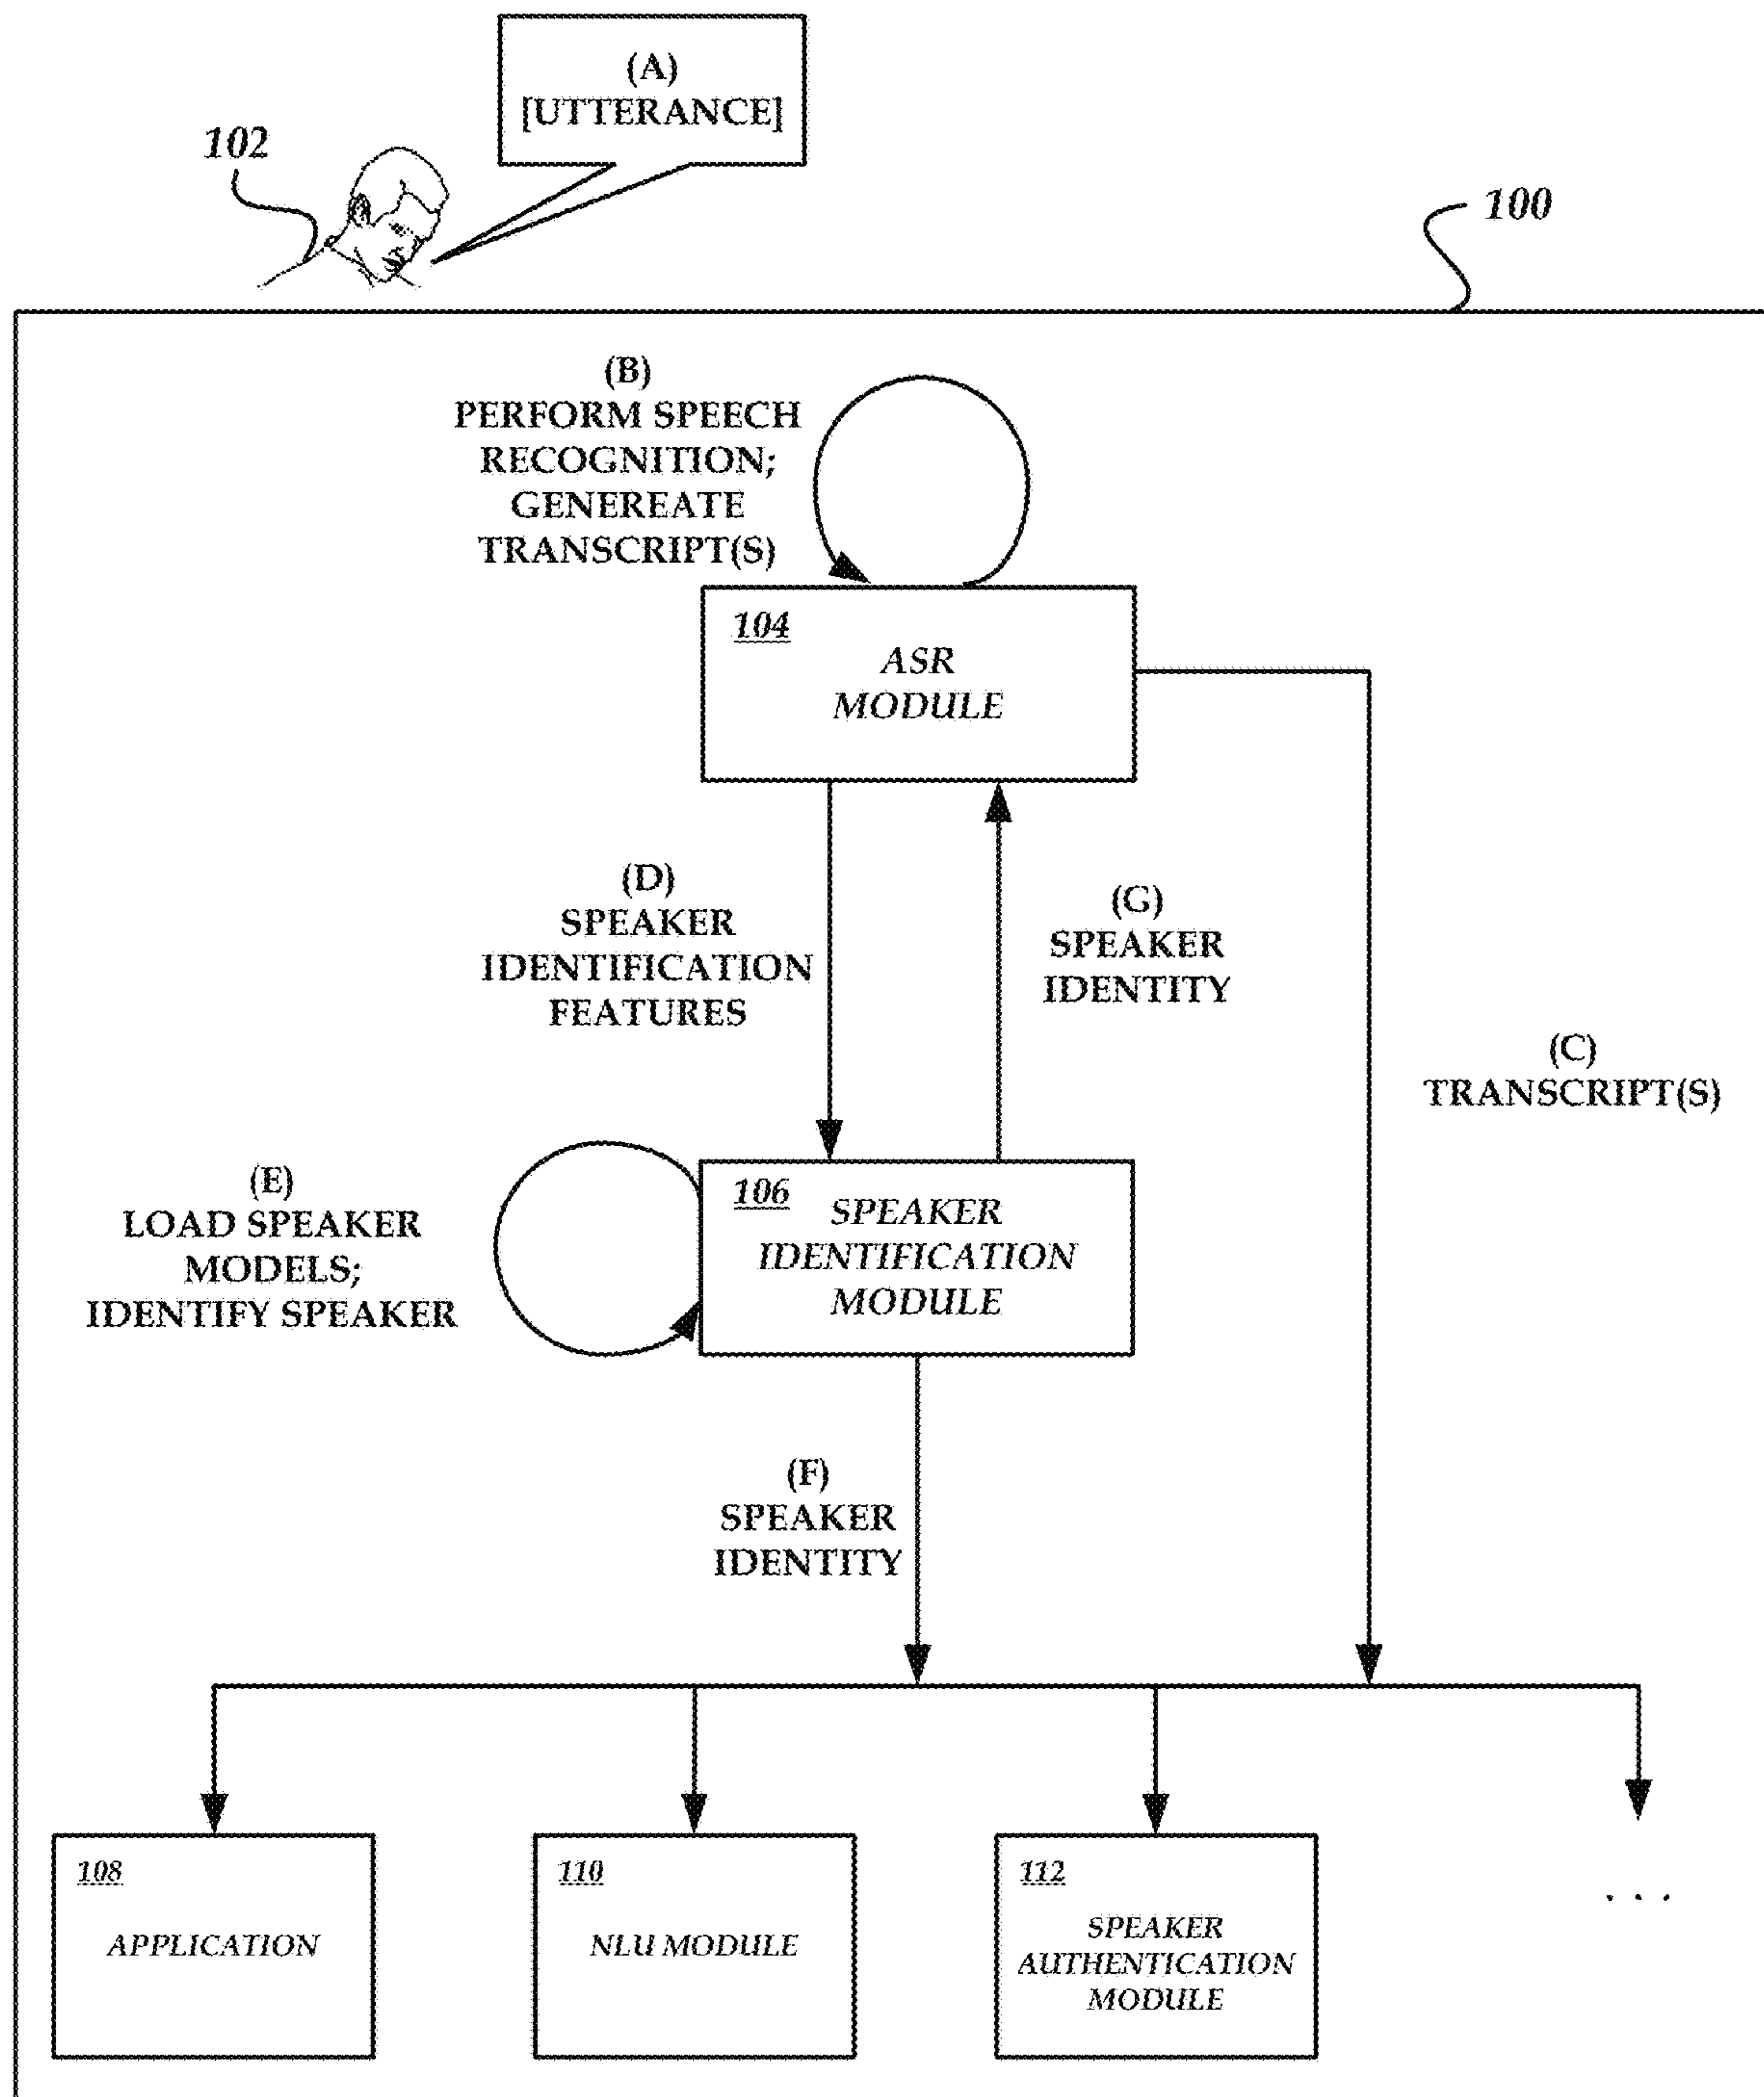 (A)
[UTTERANCE]
102
100
(B)
PERFORM SPEECH
RECOGNITION;
GENEREATE
TRANSCRIPT(S)
104
ASR
MODULE
(D)
SPEAKER
IDENTIFICATION
FEATURES
(G)
SPEAKER
IDENTITY
(C)
TRANSCRIPT(S)
(E)
LOAD SPEAKER
MODELS;
IDENTIFY SPEAKER
106
SPEAKER
IDENTIFICATION
MODULE
(F)
SPEAKER
IDENTITY
108
APPLICATION
110
NLU MODULE
112
SPEAKER
AUTHENTICATION
MODULE
. . .